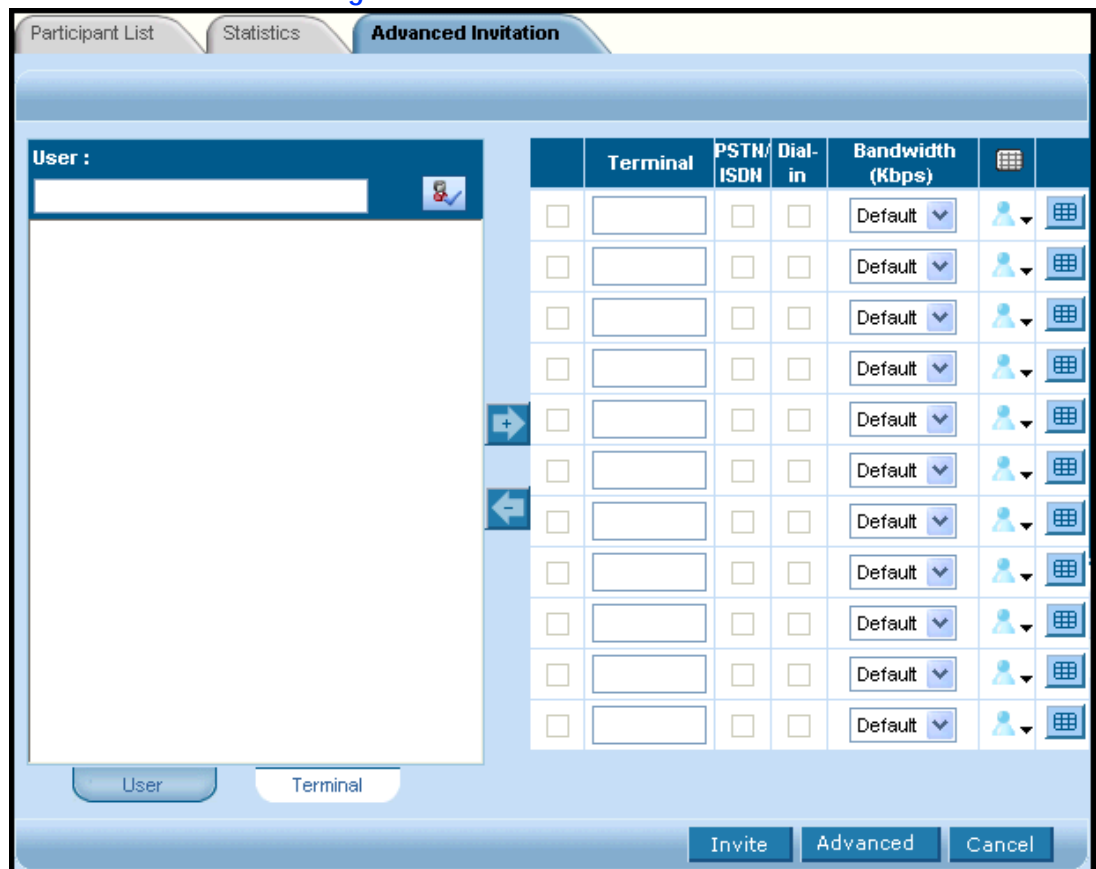 Participant List Statistics Advanced Invitation
User :
Terminal PSTN/ ISDN Dial- in Bandwidth (Kbps)
Default
Default
Default
Default
Default
Default
Default
Default
Default
Default
Default
User Terminal
Invite Advanced Cancel